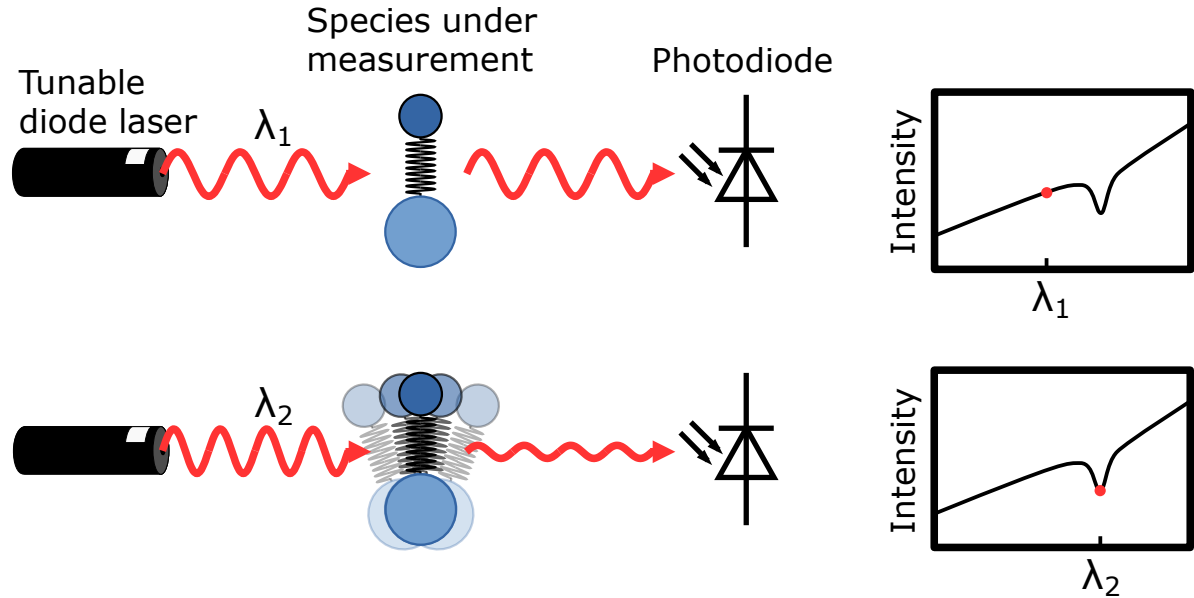 Species under
measurement
Tunable
diode laser
Photodiode
λ₁
Intensity
λ₁
λ₂
Intensity
λ₂